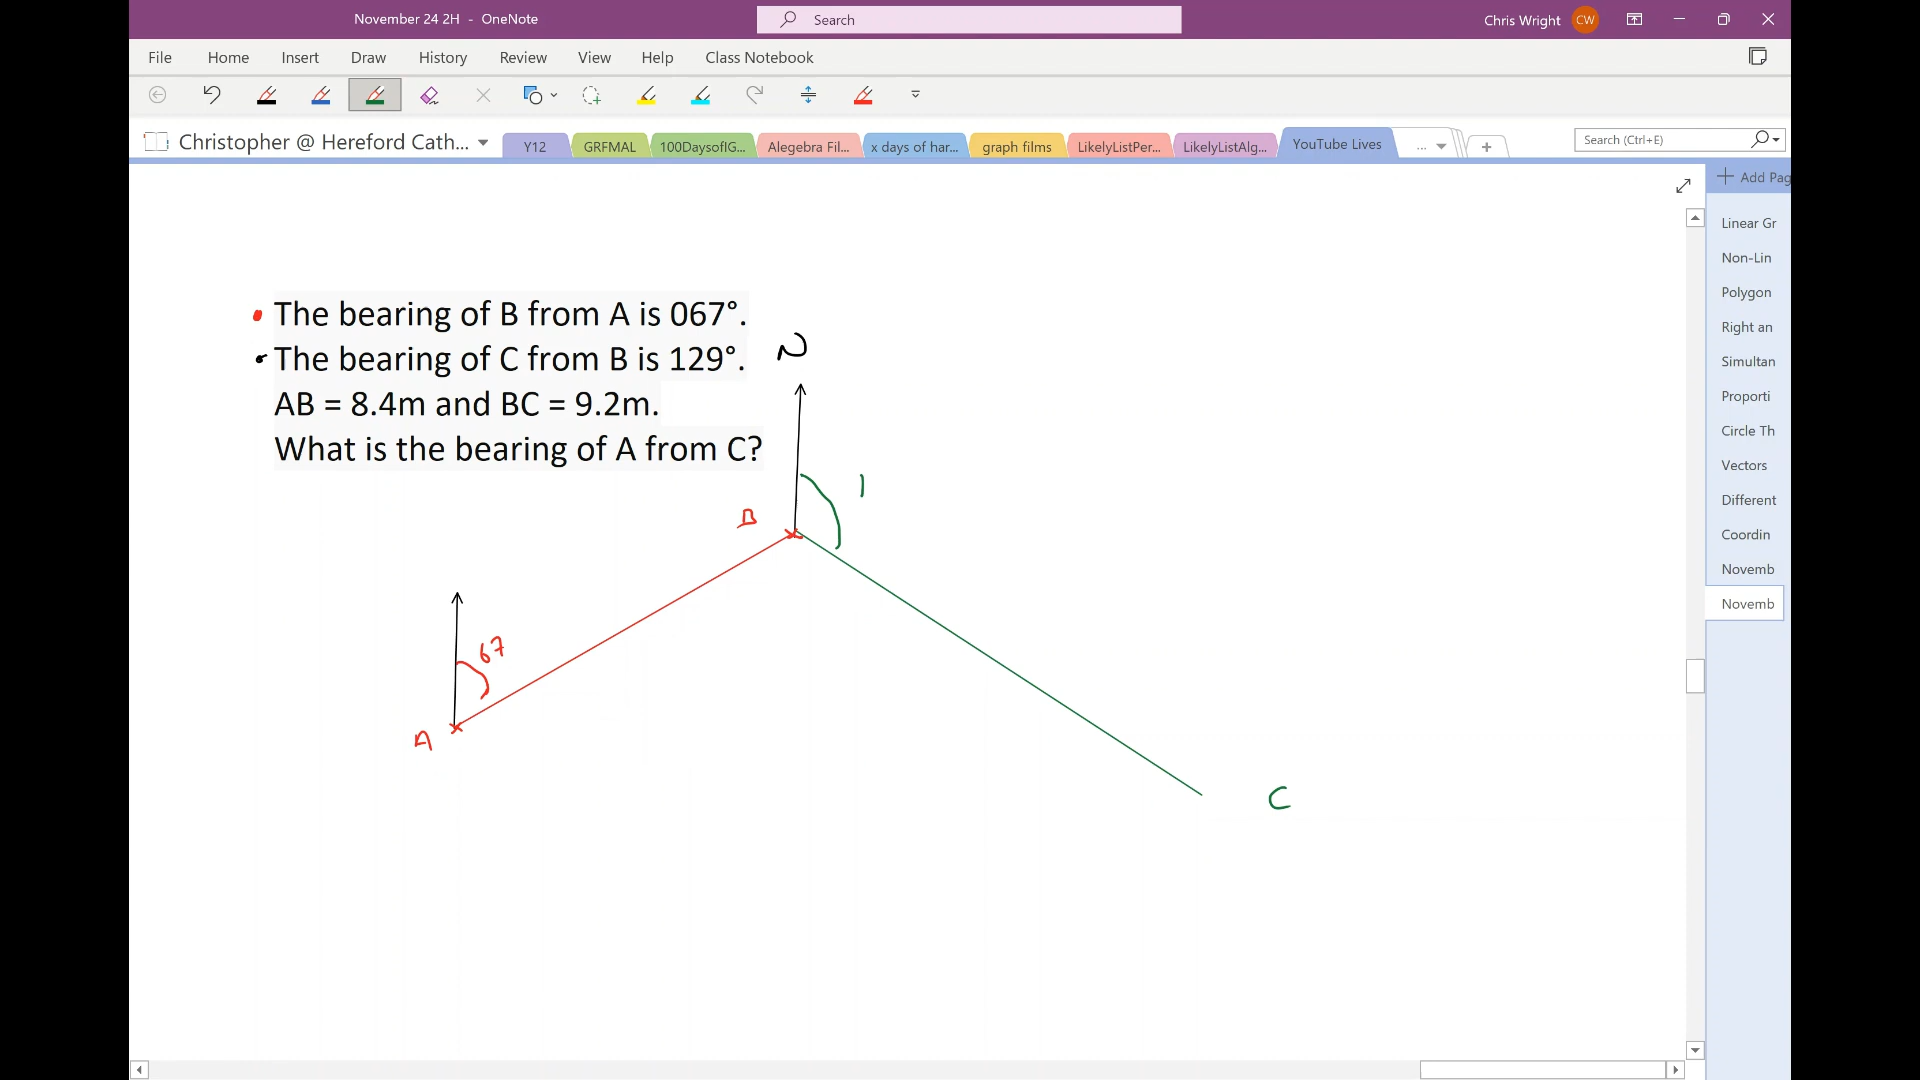 November 24 2H - OneNote
Search
Chris Wright
CW
File
Home
Insert
Draw
History
Review
View
Help
Class Notebook
Christopher @ Hereford Cath...
Y12
GRFMAL
100DaysofIG...
Alegebra Fil...
x days of har...
graph films
LikelyListPer...
LikelyListAlg...
YouTube Lives
...
Search (Ctrl+E)
Add Pag
Linear Gr
Non-Lin
Polygon
Right an
Simultan
Proporti
Circle Th
Vectors
Different
Coordin
Novemb
Novemb
The bearing of B from A is 067°.
The bearing of C from B is 129°.
AB = 8.4m and BC = 9.2m.
What is the bearing of A from C?
N
1
B
67
A
C